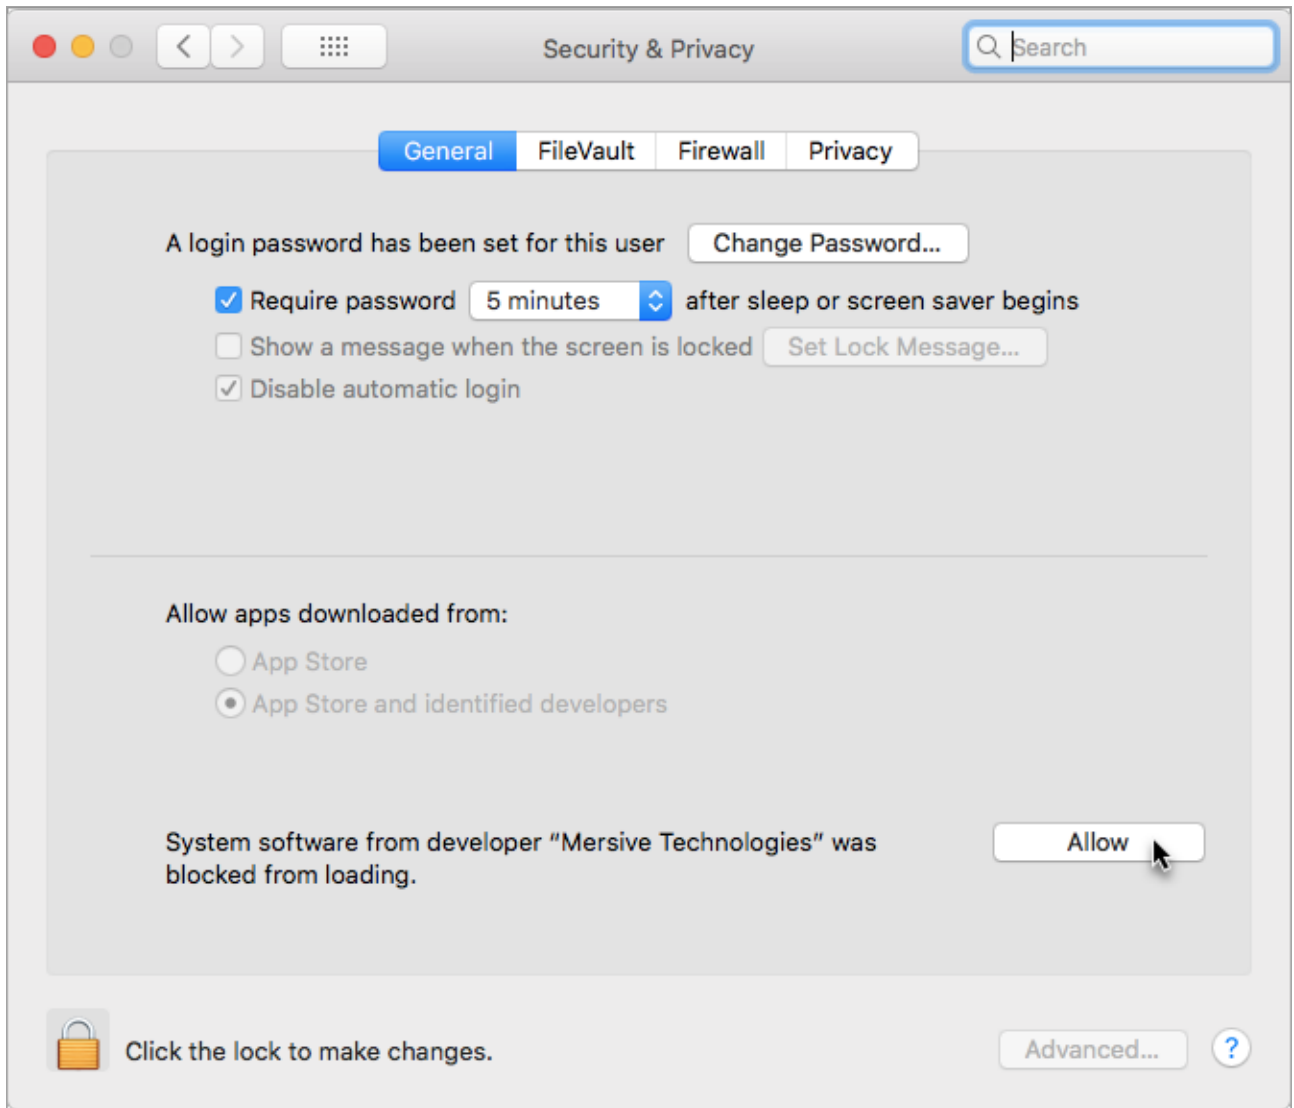 Security & Privacy
Search
General FileVault Firewall Privacy
A login password has been set for this user Change Password...
Require password 5 minutes after sleep or screen saver begins
Show a message when the screen is locked Set Lock Message...
Disable automatic login
Allow apps downloaded from:
App Store
App Store and identified developers
System software from developer “Mersive Technologies” was
blocked from loading.
Allow
Click the lock to make changes.
Advanced...
?